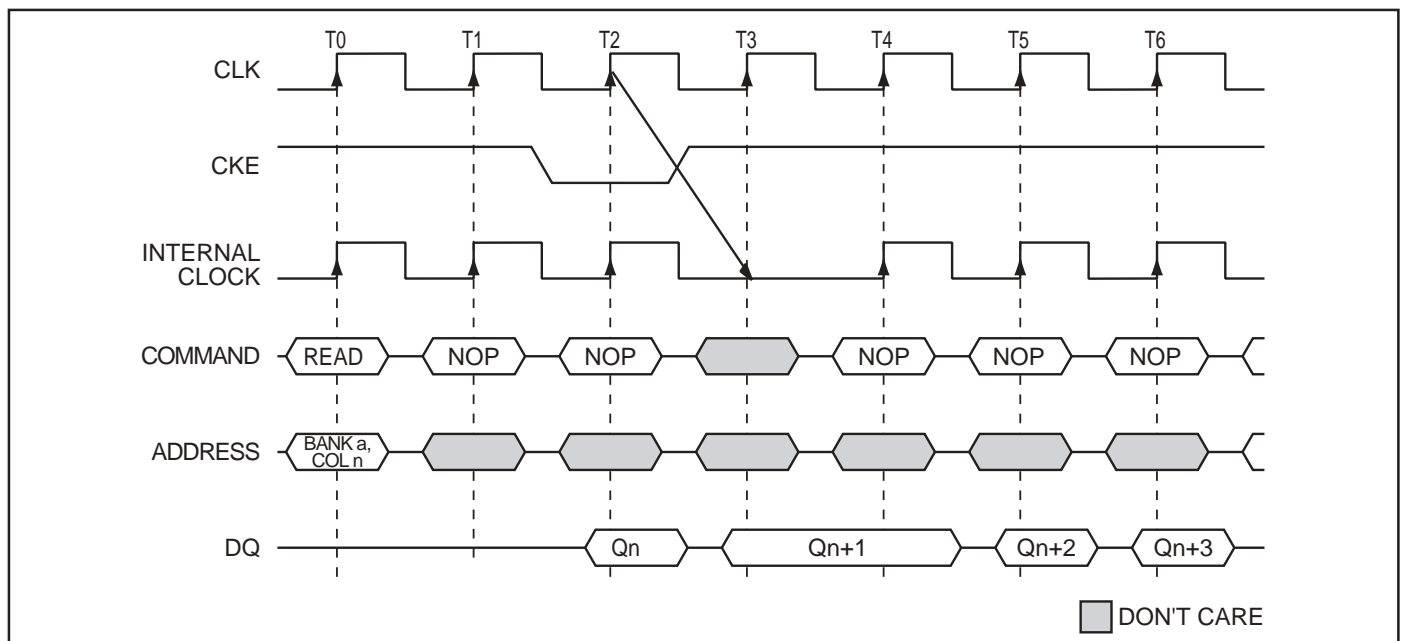 T0 T1 T2 T3 T4 T5 T6
CLK
CKE
INTERNAL
CLOCK
COMMAND READ NOP NOP NOP NOP NOP
ADDRESS BANK a,
COL n
DQ Qn Qn+1 Qn+2 Qn+3
DON'T CARE